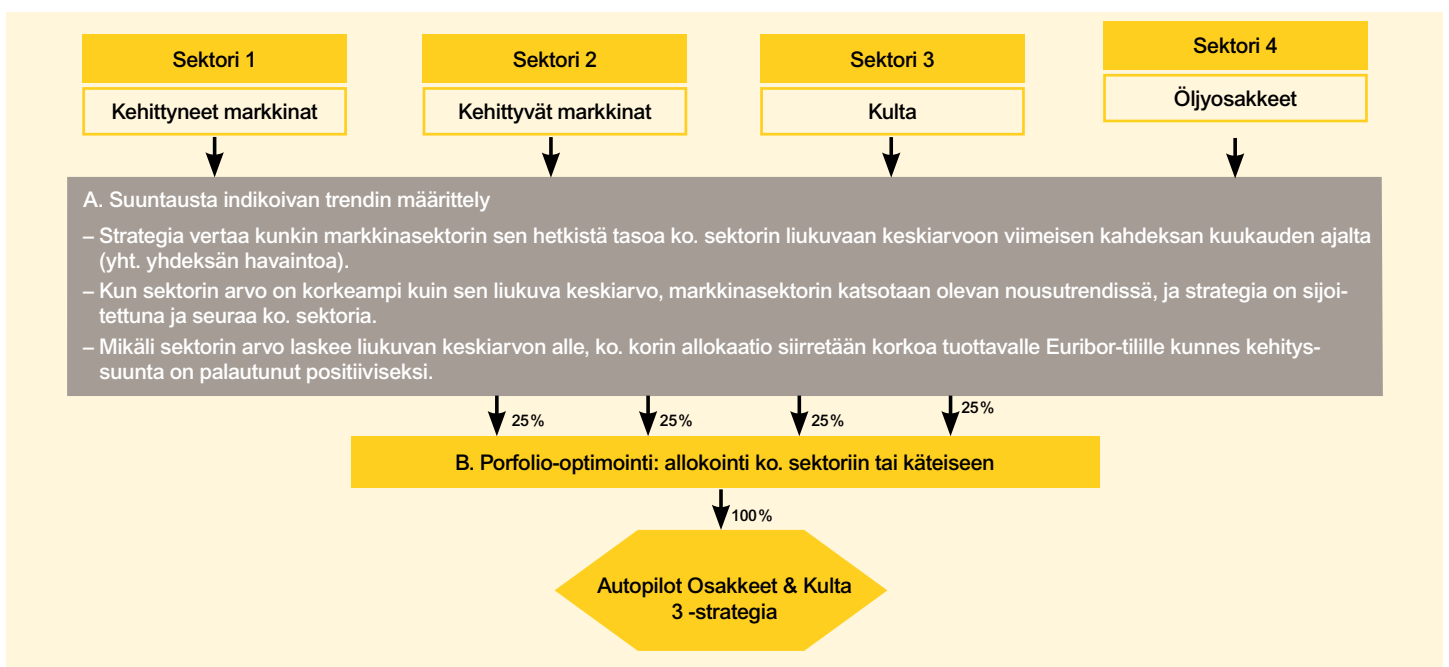 Sektori 1
Sektori 2
Sektori 3
Sektori 4
Kehittyneet markkinat
Kehittyvät markkinat
Kulta
Öljyosakkeet
A. Suuntausta indikoivan trendin määrittely
– Strategia vertaa kunkin markkinasektorin sen hetkistä tasoa ko. sektorin liukuvaan keskiarvoon viimeisen kahdeksan kuukauden ajalta
(yht. yhdeksän havaintoa).
– Kun sektorin arvo on korkeampi kuin sen liukuva keskiarvo, markkinasektorin katsotaan olevan nousutrendissä, ja strategia on sijoi-
tettuna ja seuraa ko. sektoria.
– Mikäli sektorin arvo laskee liukuvan keskiarvon alle, ko. korin allokaatio siirretään korkoa tuottavalle Euribor-tilille kunnes kehitys-
suunta on palautunut positiiviseksi.
25%
25%
25%
25%
B. Porfolio-optimointi: allokointi ko. sektoriin tai käteiseen
100%
Autopilot Osakkeet & Kulta
3 -strategia